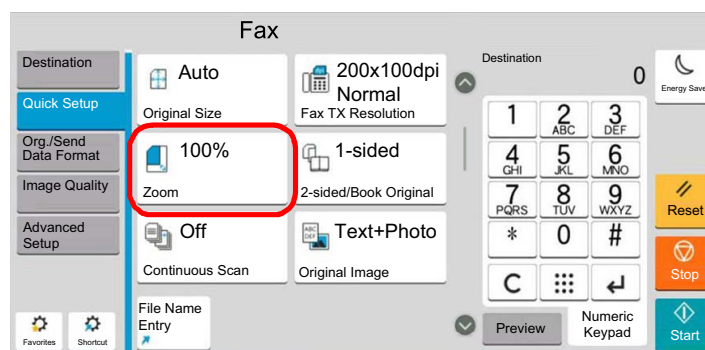 Fax
Destination
Quick Setup
Org./Send
Data Format
Image Quality
Advanced
Setup
Favorites
Shortcut
Auto
Original Size
200x100dpi
Normal
Fax TX Resolution
100%
Zoom
1-sided
2-sided/Book Original
Off
Continuous Scan
ABC
DEF
Text+Photo
Original Image
File Name
Entry
Destination
0
1
2
ABC
3
DEF
4
GHI
5
JKL
6
MNO
7
PQRS
8
TUV
9
WXYZ
*
0
#
C
Preview
Numeric
Keypad
Energy Save
Reset
Stop
Start